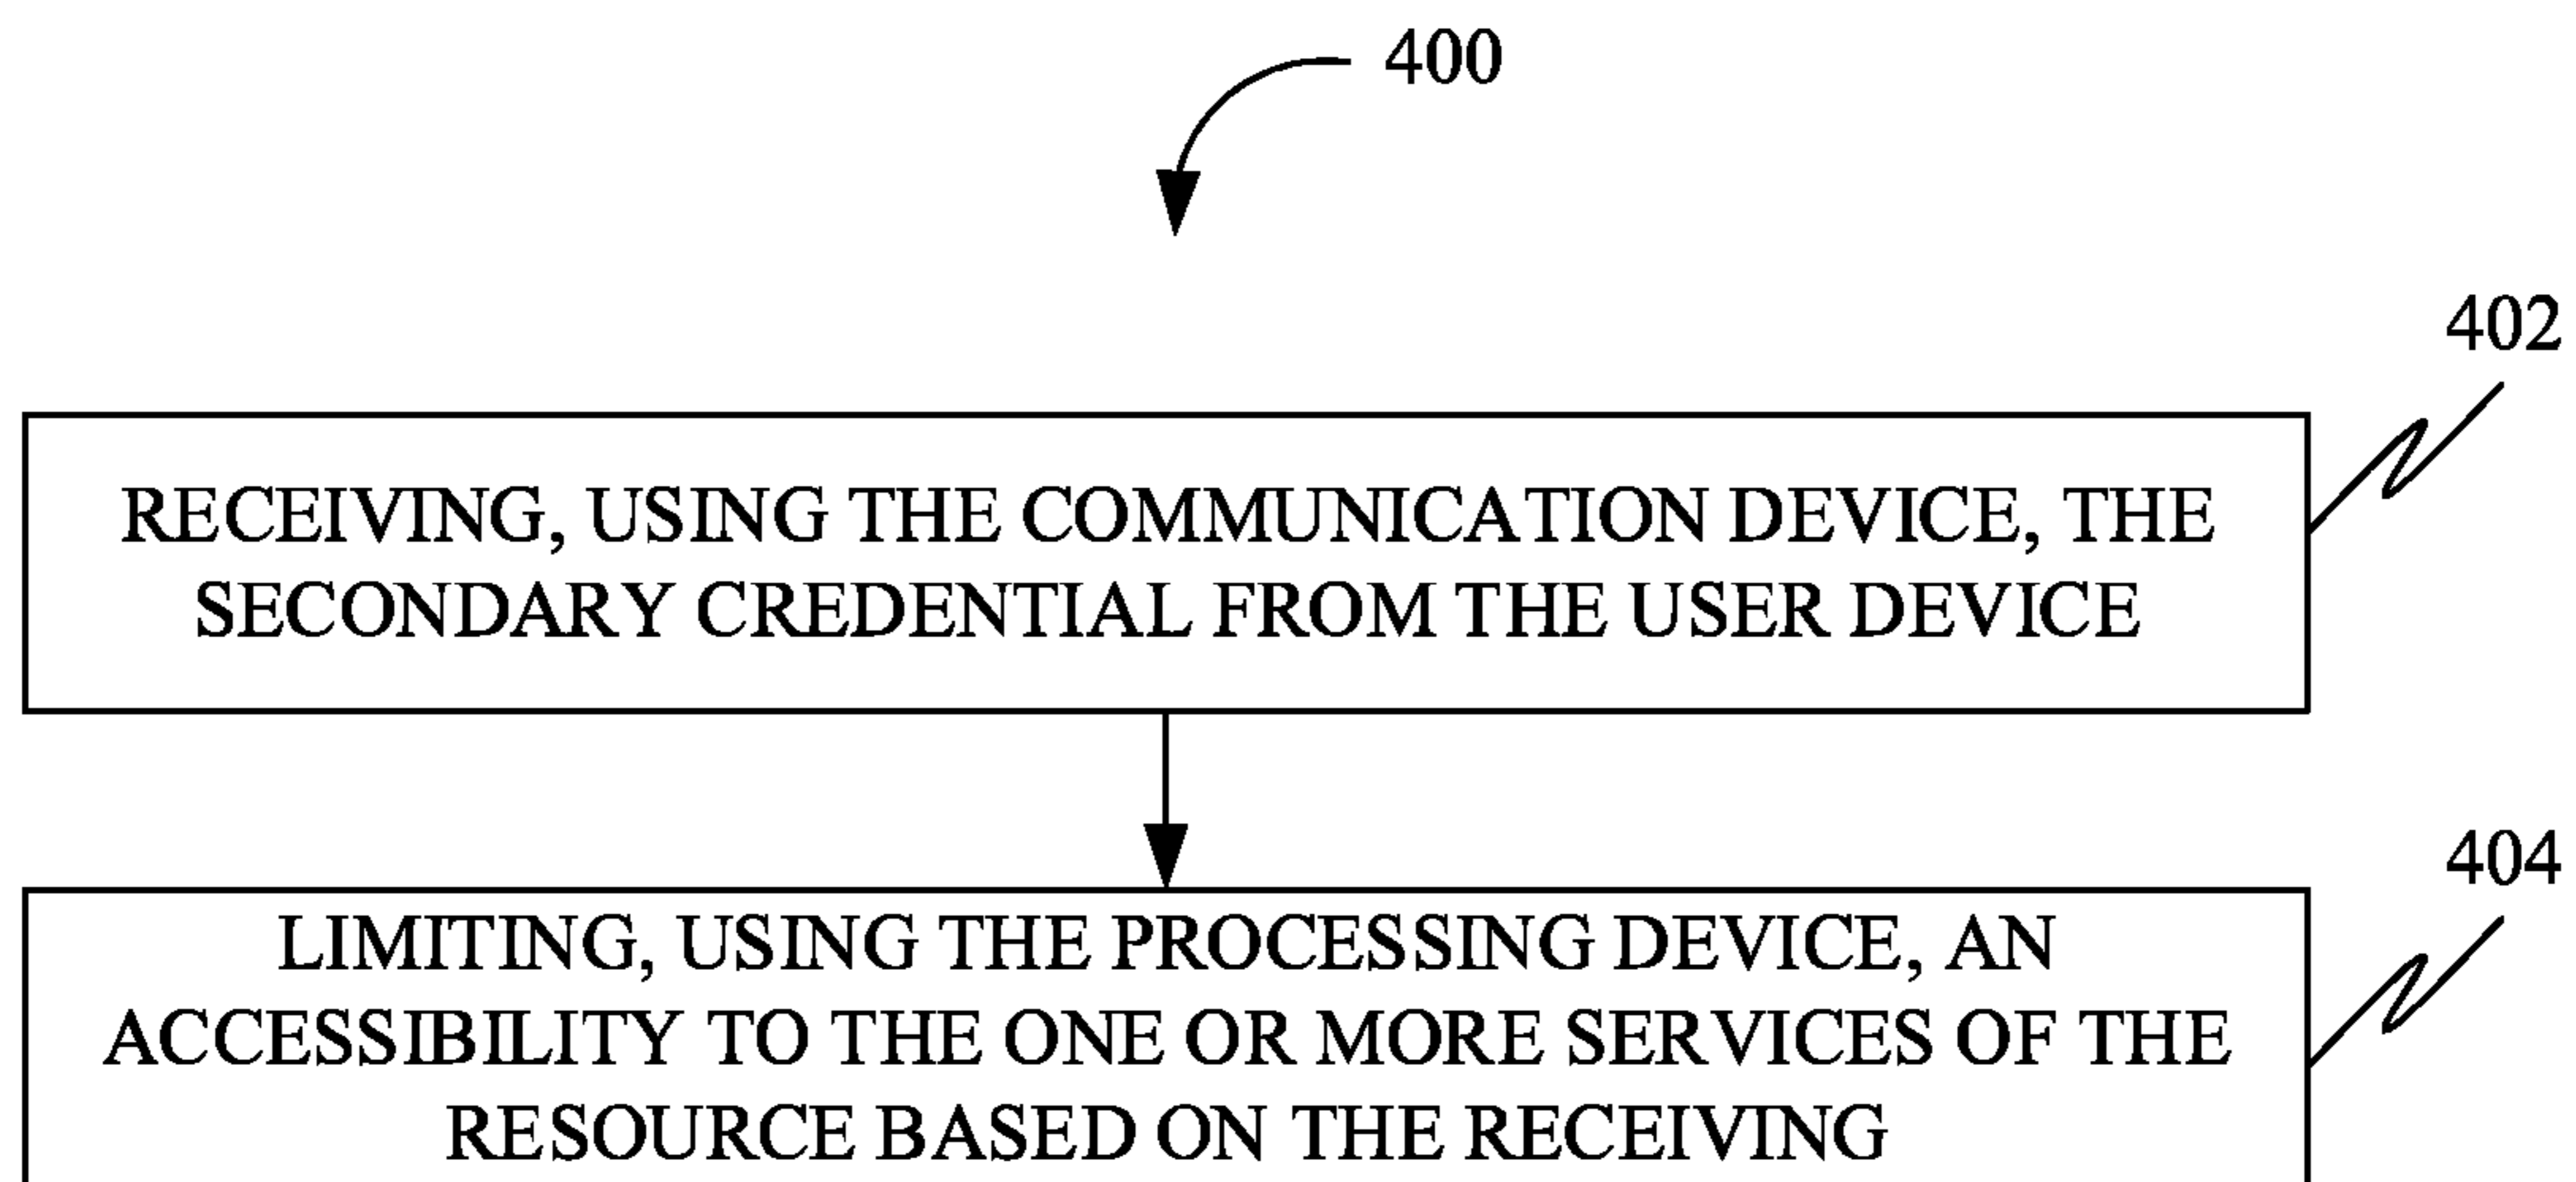 400
402
RECEIVING, USING THE COMMUNICATION DEVICE, THE
SECONDARY CREDENTIAL FROM THE USER DEVICE
404
LIMITING, USING THE PROCESSING DEVICE, AN
ACCESSIBILITY TO THE ONE OR MORE SERVICES OF THE
RESOURCE BASED ON THE RECEIVING